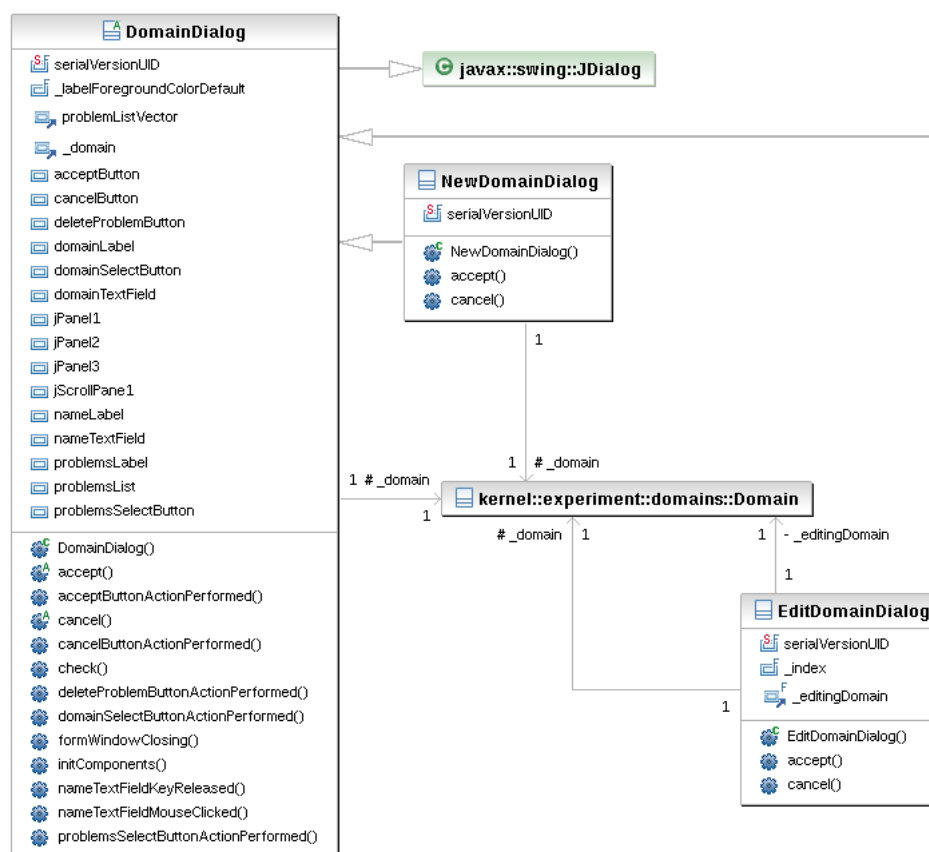 DomainDialog
serialVersionUID
_labelForegroundColorDefault
problemListVector
_domain
acceptButton
cancelButton
deleteProblemButton
domainLabel
domainSelectButton
domainTextField
jPanel1
jPanel2
jPanel3
jScrollPane1
nameLabel
nameTextField
problemsLabel
problemsList
problemsSelectButton
DomainDialog()
accept()
acceptButtonActionPerformed()
cancel()
cancelButtonActionPerformed()
check()
deleteProblemButtonActionPerformed()
domainSelectButtonActionPerformed()
formWindowClosing()
initComponents()
nameTextFieldKeyReleased()
nameTextFieldMouseClicked()
problemsSelectButtonActionPerformed()
javax::swing::JDialog
NewDomainDialog
serialVersionUID
NewDomainDialog()
accept()
cancel()
1
1 # _domain
1 # _domain
1
kernel::experiment::domains::Domain
# _domain 1
1 - _editingDomain
1
EditDomainDialog
serialVersionUID
_index
_editingDomain
1
EditDomainDialog()
accept()
cancel()